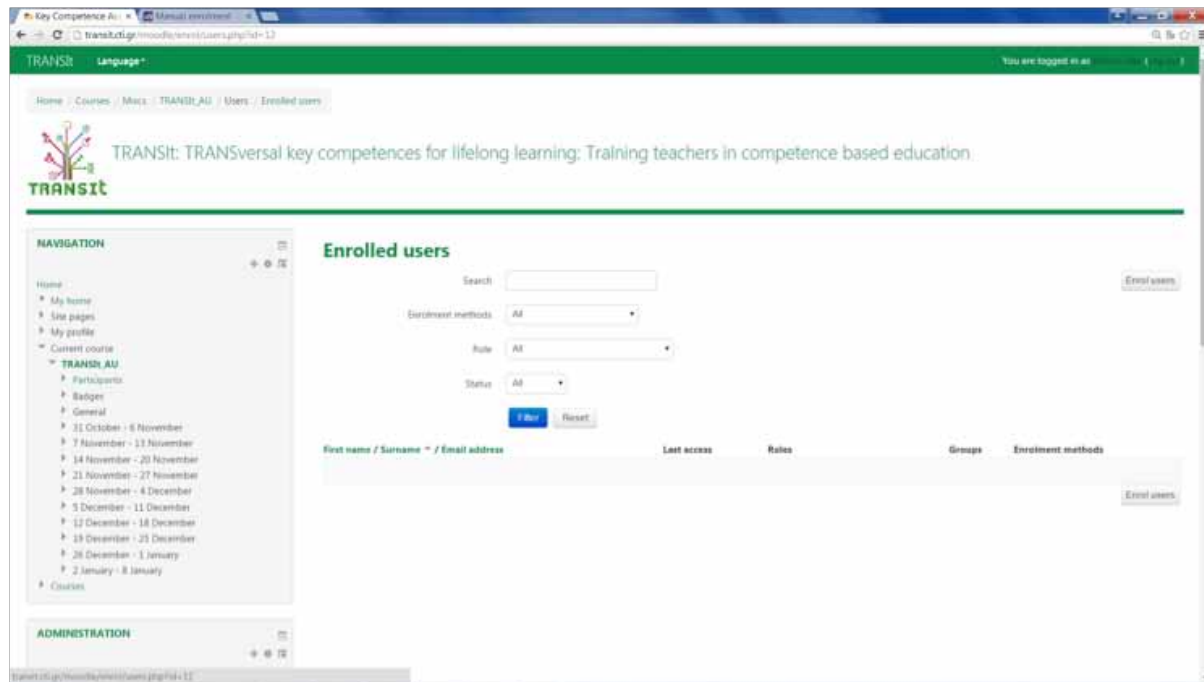 Key Competence Au
Manual enrolment
transit.cti.gr/moodle/enrol/users.php?id=12
TRANSIt Language
You are logged in as
Home / Courses / Miscs / TRANSIt_AU / Users / Enrolled users
TRANSIt: TRANSversal key competences for lifelong learning: Training teachers in competence based education
TRANSIt
NAVIGATION
Home
My home
Site pages
My profile
Current course
TRANSIt_AU
Participants
Badges
General
31 October - 6 November
7 November - 13 November
14 November - 20 November
21 November - 27 November
28 November - 4 December
5 December - 11 December
12 December - 18 December
19 December - 25 December
26 December - 1 January
2 January - 8 January
Courses
ADMINISTRATION
Enrolled users
Search
Enrol users
Enrolment methods All
Role All
Status All
Filter Reset
First name / Surname / Email address Last access Roles Groups Enrolment methods
Enrol users
transit.cti.gr/moodle/enrol/users.php?id=12